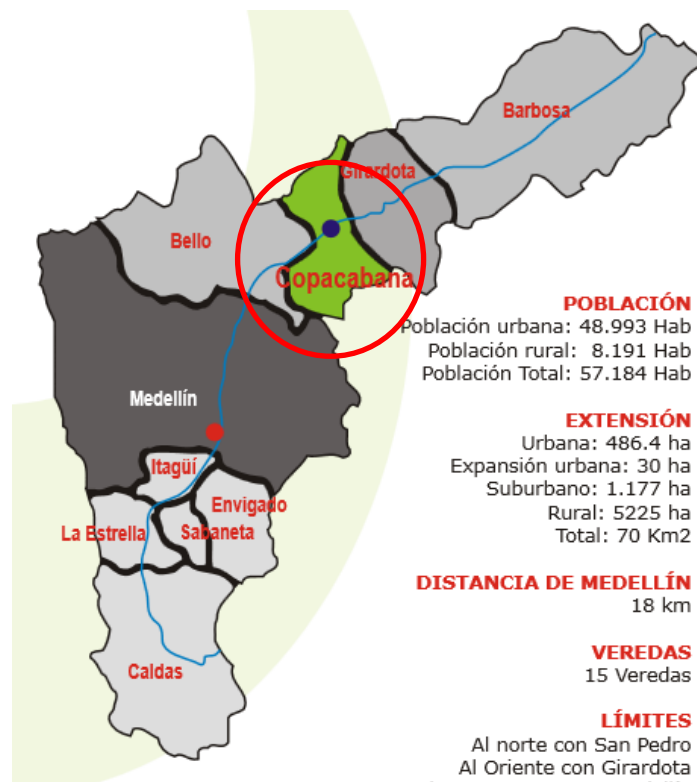 Barbosa
Girardota
Bello
Copacabana
Medellín
Itagüí
Envigado
La Estrella
Sabaneta
Caldas
POBLACIÓN
Población urbana: 48.993 Hab
Población rural: 8.191 Hab
Población Total: 57.184 Hab
EXTENSIÓN
Urbana: 486.4 ha
Expansión urbana: 30 ha
Suburbano: 1.177 ha
Rural: 5225 ha
Total: 70 Km2
DISTANCIA DE MEDELLÍN
18 km
VEREDAS
15 Veredas
LÍMITES
Al norte con San Pedro
Al Oriente con Girardota